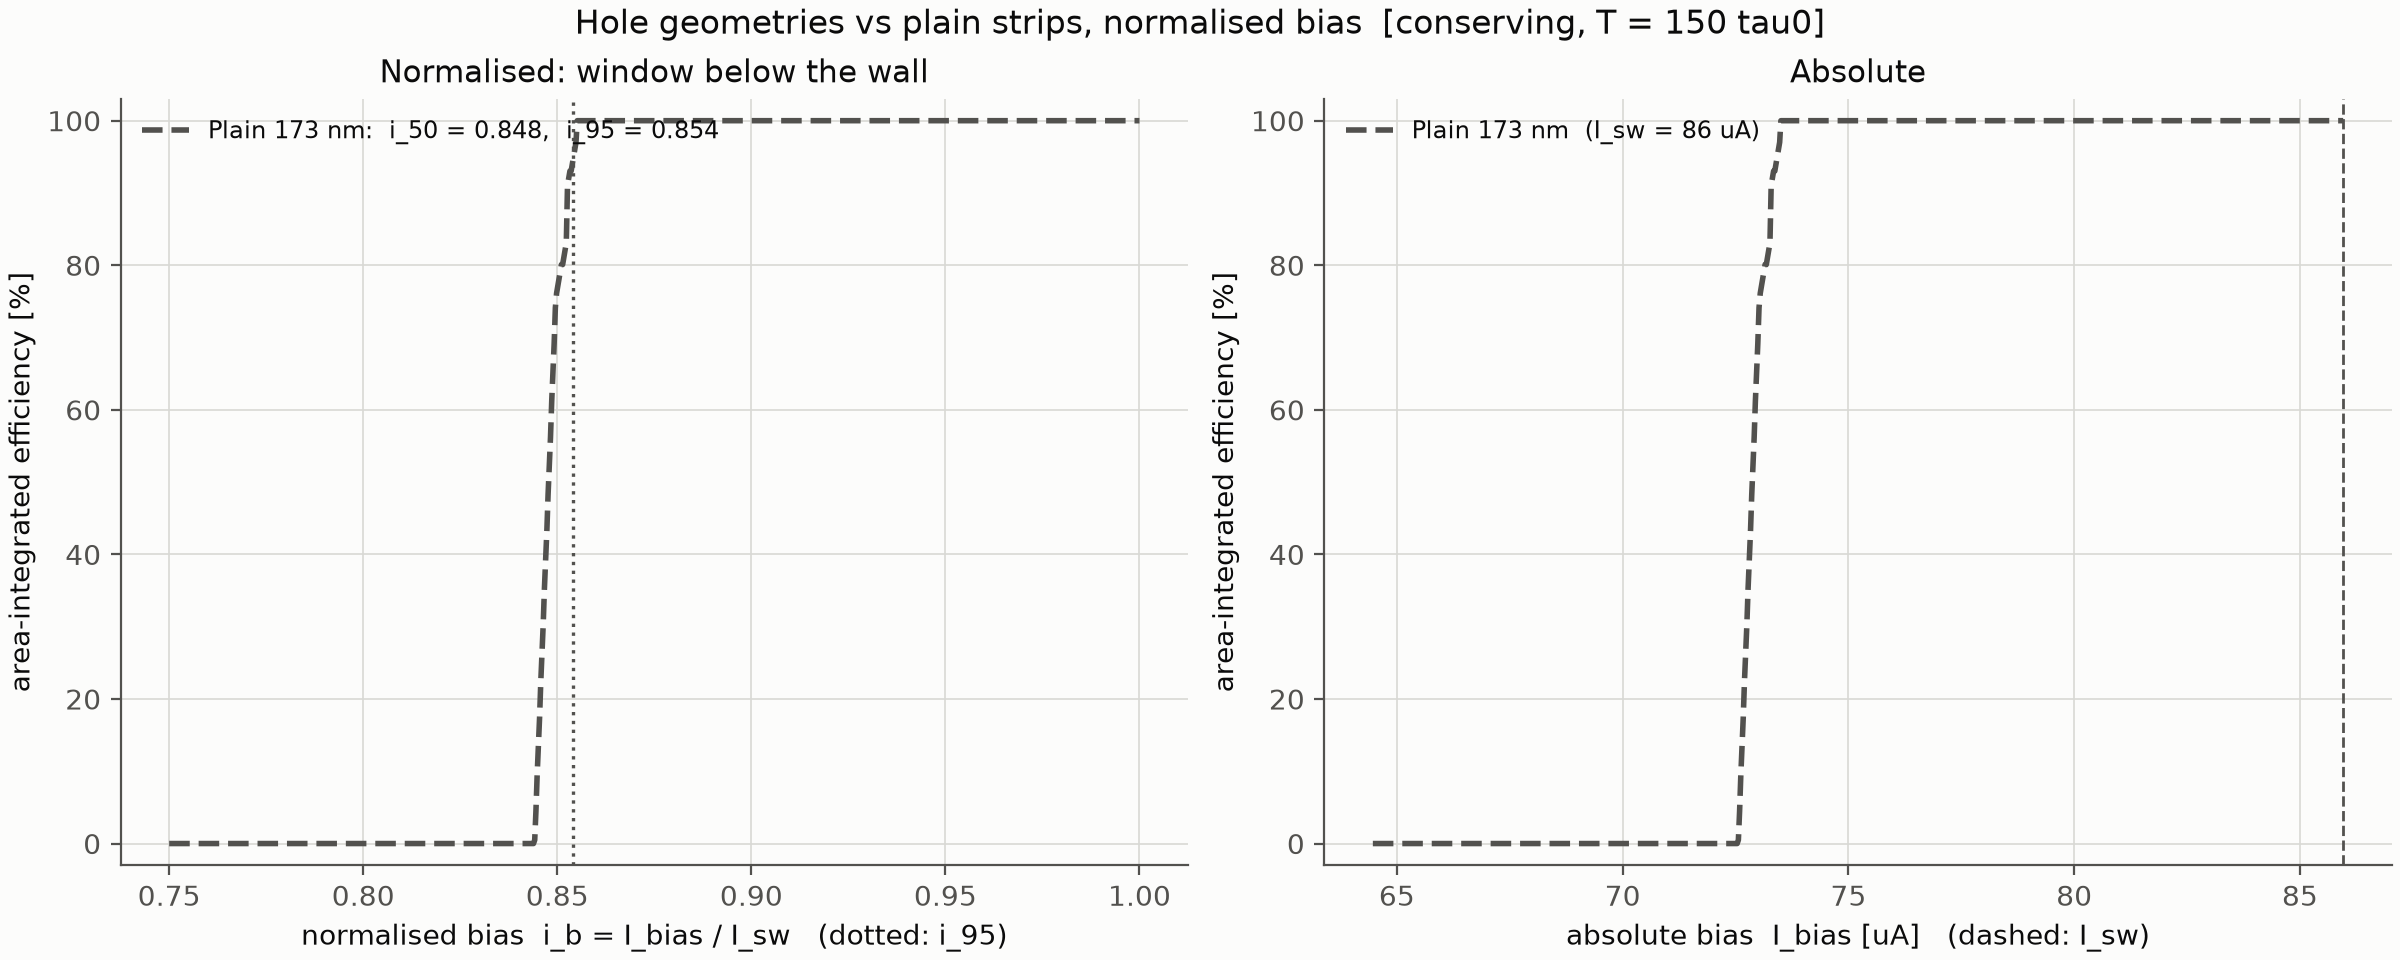 Hole geometries vs plain strips, normalised bias  [conserving, T = 150 tau0]
Normalised: window below the wall
Plain 173 nm:  i_50 = 0.848,  i_95 = 0.854
area-integrated efficiency [%]
100
80
60
40
20
0
0.75 0.80 0.85 0.90 0.95 1.00
normalised bias  i_b = I_bias / I_sw   (dotted: i_95)
Absolute
Plain 173 nm  (I_sw = 86 uA)
area-integrated efficiency [%]
100
80
60
40
20
0
65 70 75 80 85
absolute bias  I_bias [uA]   (dashed: I_sw)